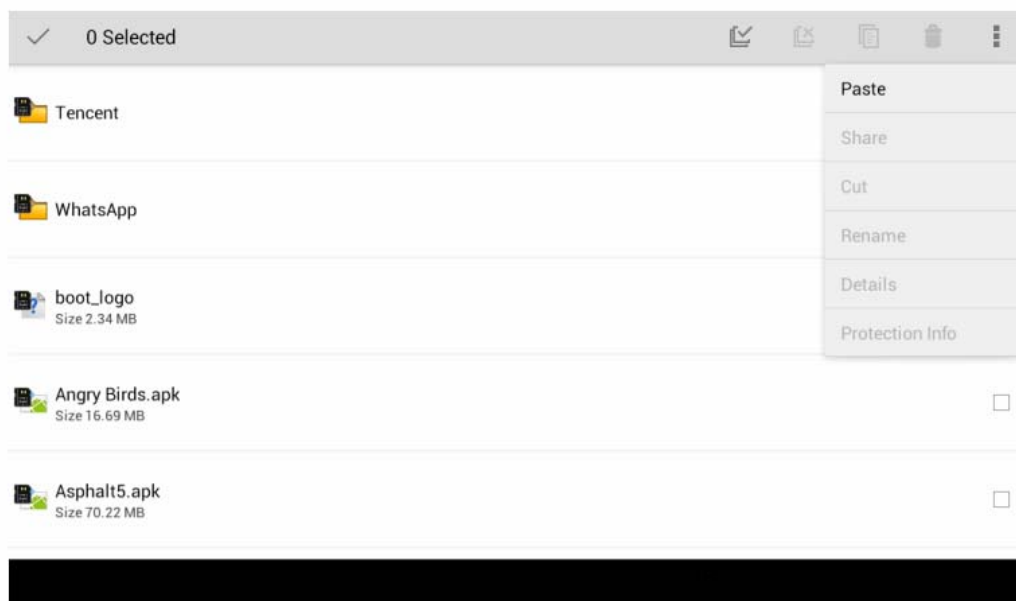 0 Selected
Paste
Tencent
Share
Cut
WhatsApp
Rename
Details
boot_logo
Size 2.34 MB
Protection Info
Angry Birds.apk
Size 16.69 MB
Asphalt5.apk
Size 70.22 MB